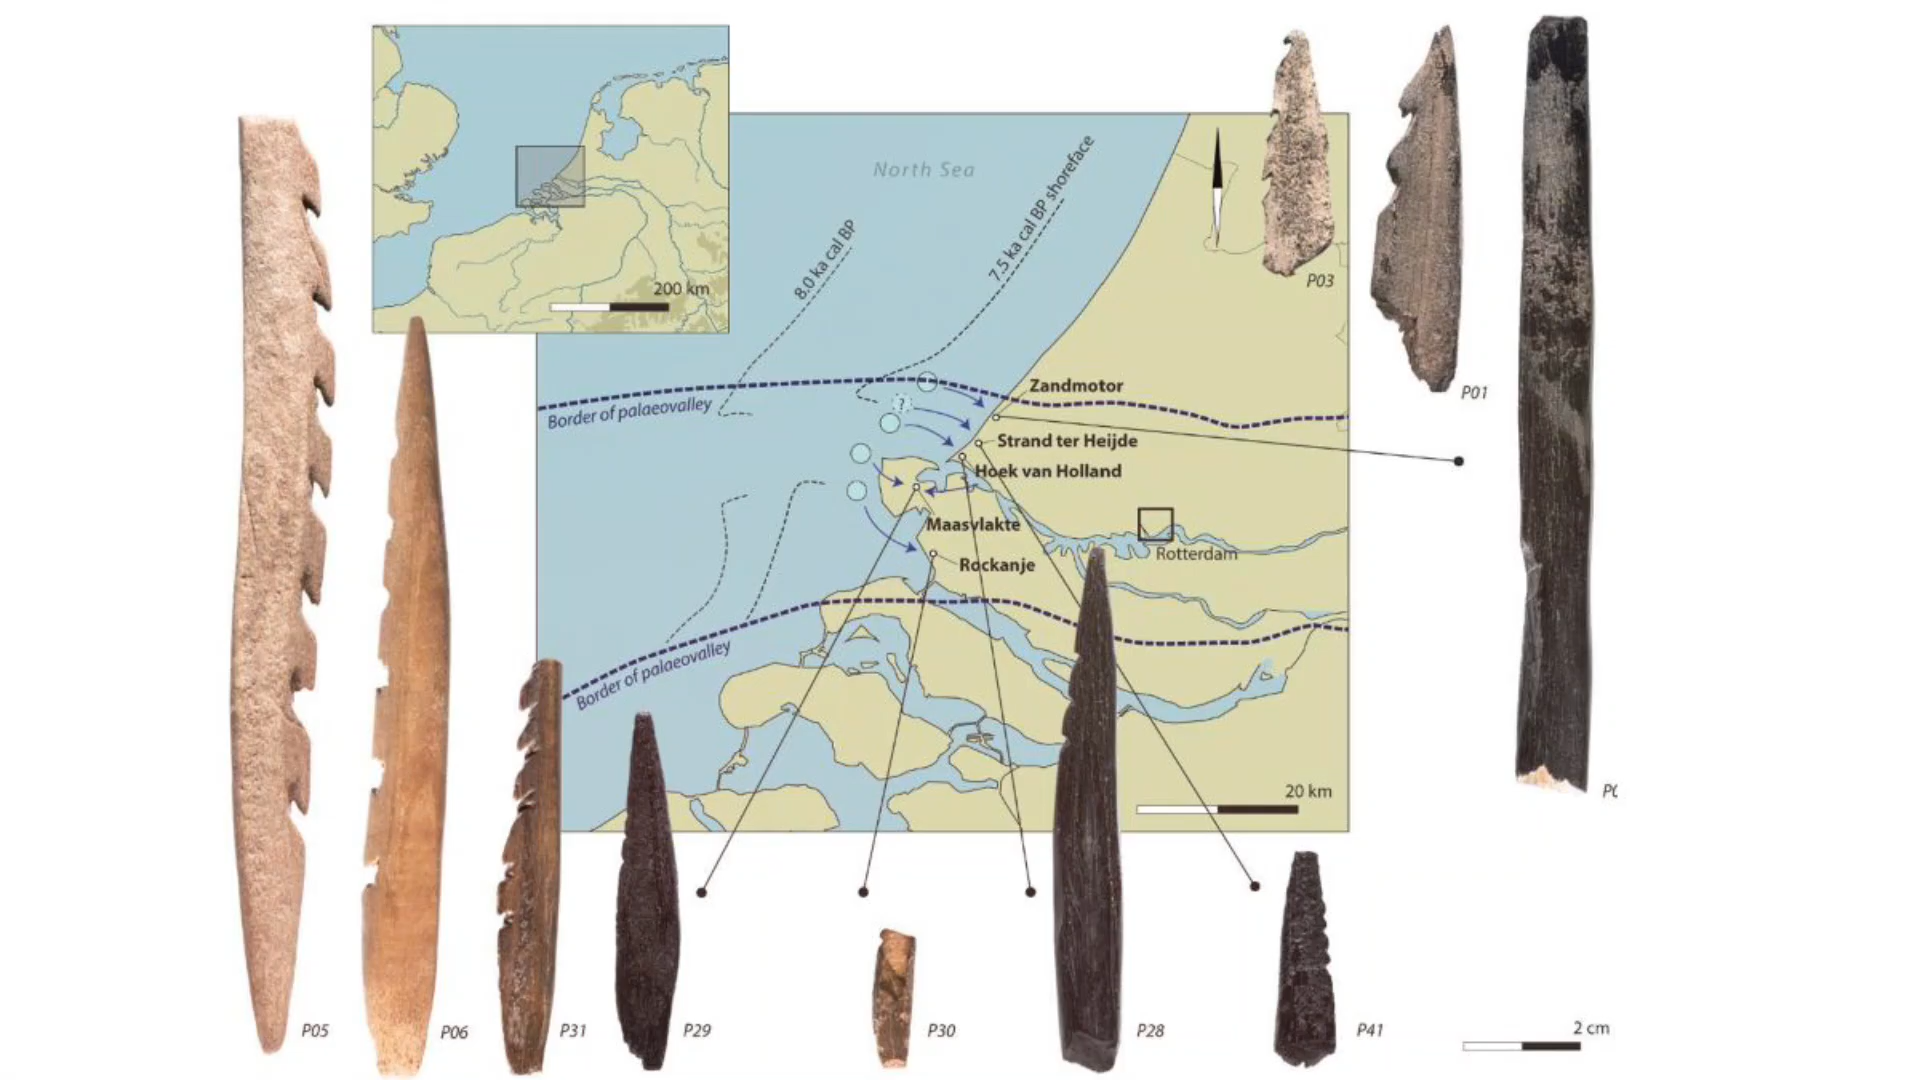 North Sea
7.5 ka cal BP shoreface
8.0 ka cal BP
200 km
P03
P01
Border of palaeovalley
Zandmotor
?
Strand ter Heijde
Hoek van Holland
Maasvlakte
Rotterdam
Rockanje
Border of palaeovalley
20 km
P05
P06
P31
P29
P30
P28
P41
2 cm